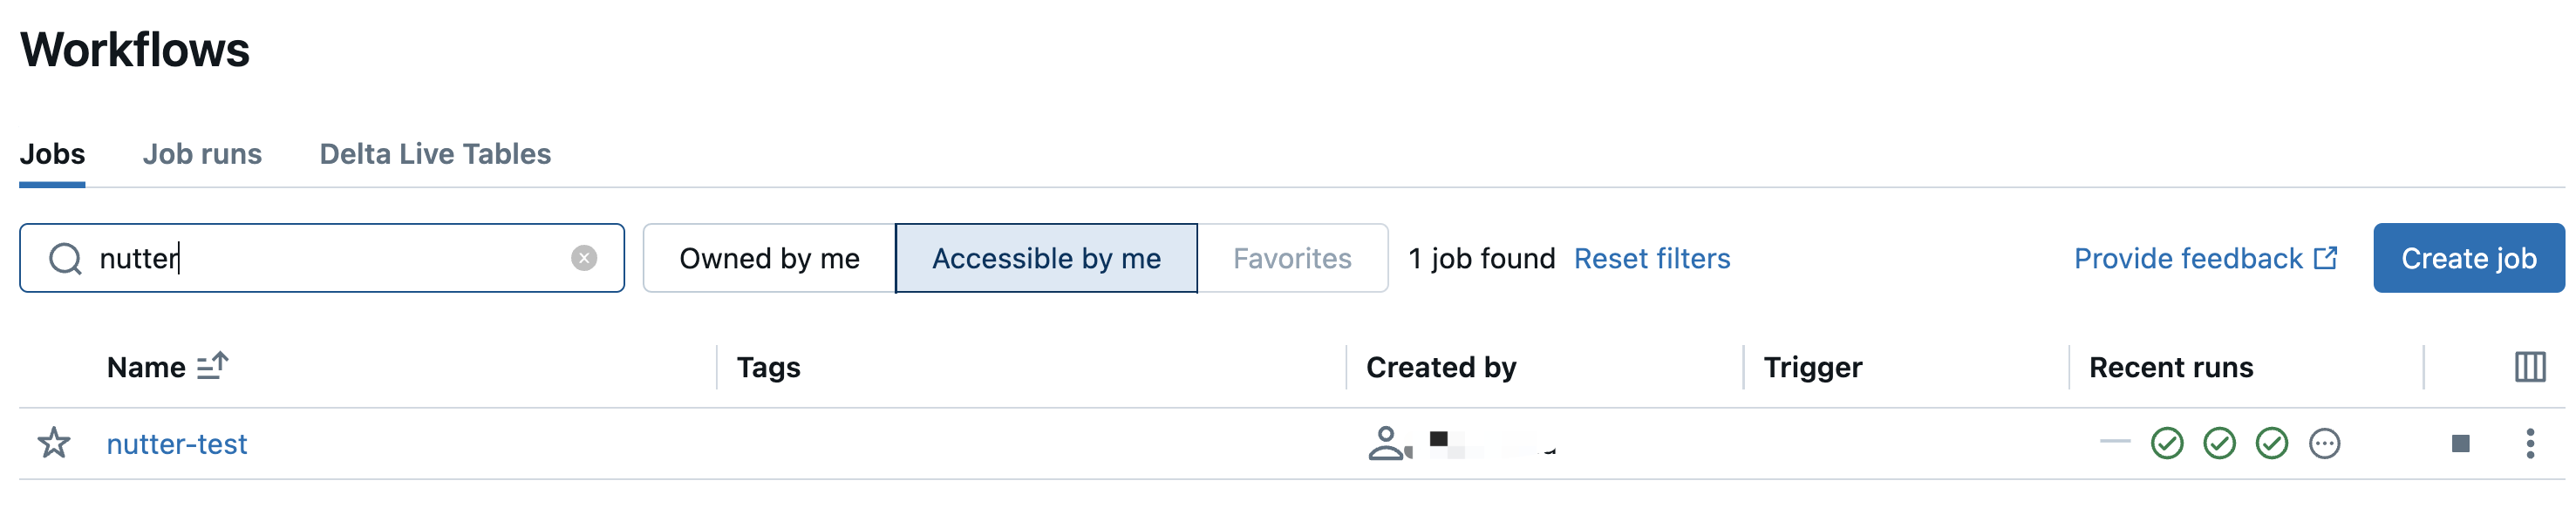 Workflows
Jobs Job runs Delta Live Tables
nutter Owned by me Accessible by me Favorites 1 job found Reset filters Provide feedback Create job
Name Tags Created by Trigger Recent runs
nutter-test